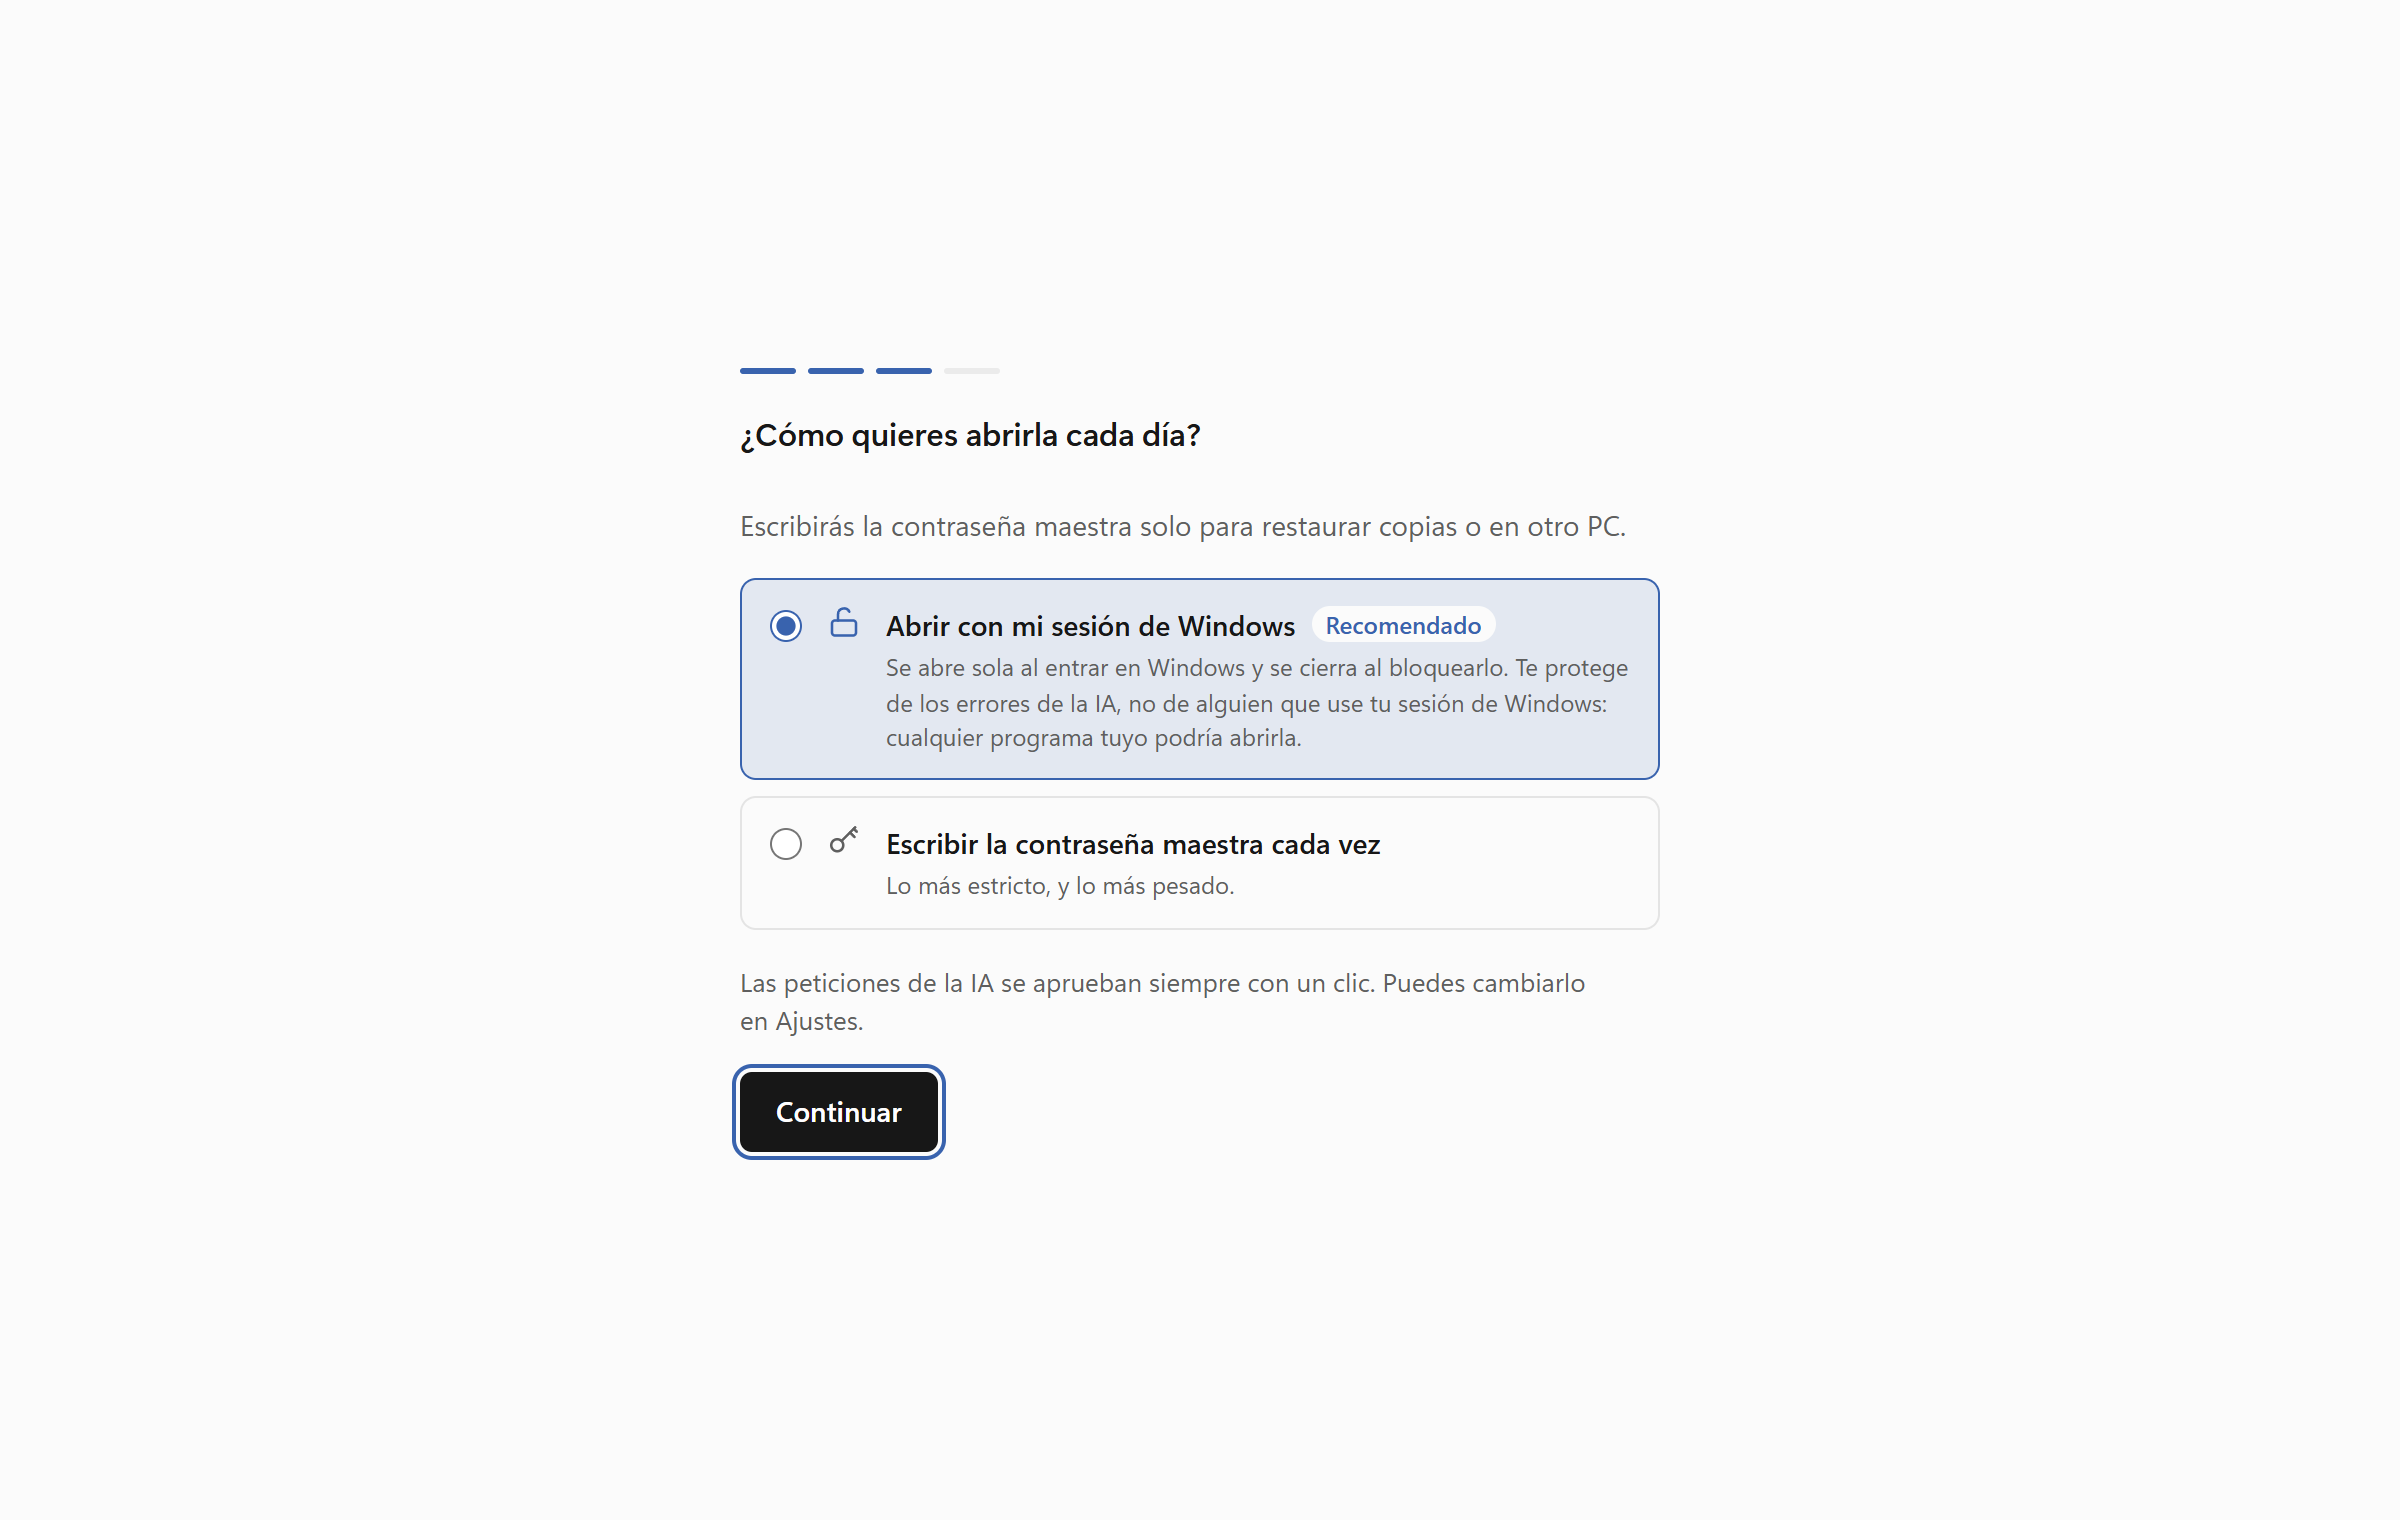 ¿Cómo quieres abrirla cada día?
Escribirás la contraseña maestra solo para restaurar copias o en otro PC.
Abrir con mi sesión de Windows Recomendado
Se abre sola al entrar en Windows y se cierra al bloquearlo. Te protege
de los errores de la IA, no de alguien que use tu sesión de Windows:
cualquier programa tuyo podría abrirla.
Escribir la contraseña maestra cada vez
Lo más estricto, y lo más pesado.
Las peticiones de la IA se aprueban siempre con un clic. Puedes cambiarlo
en Ajustes.
Continuar